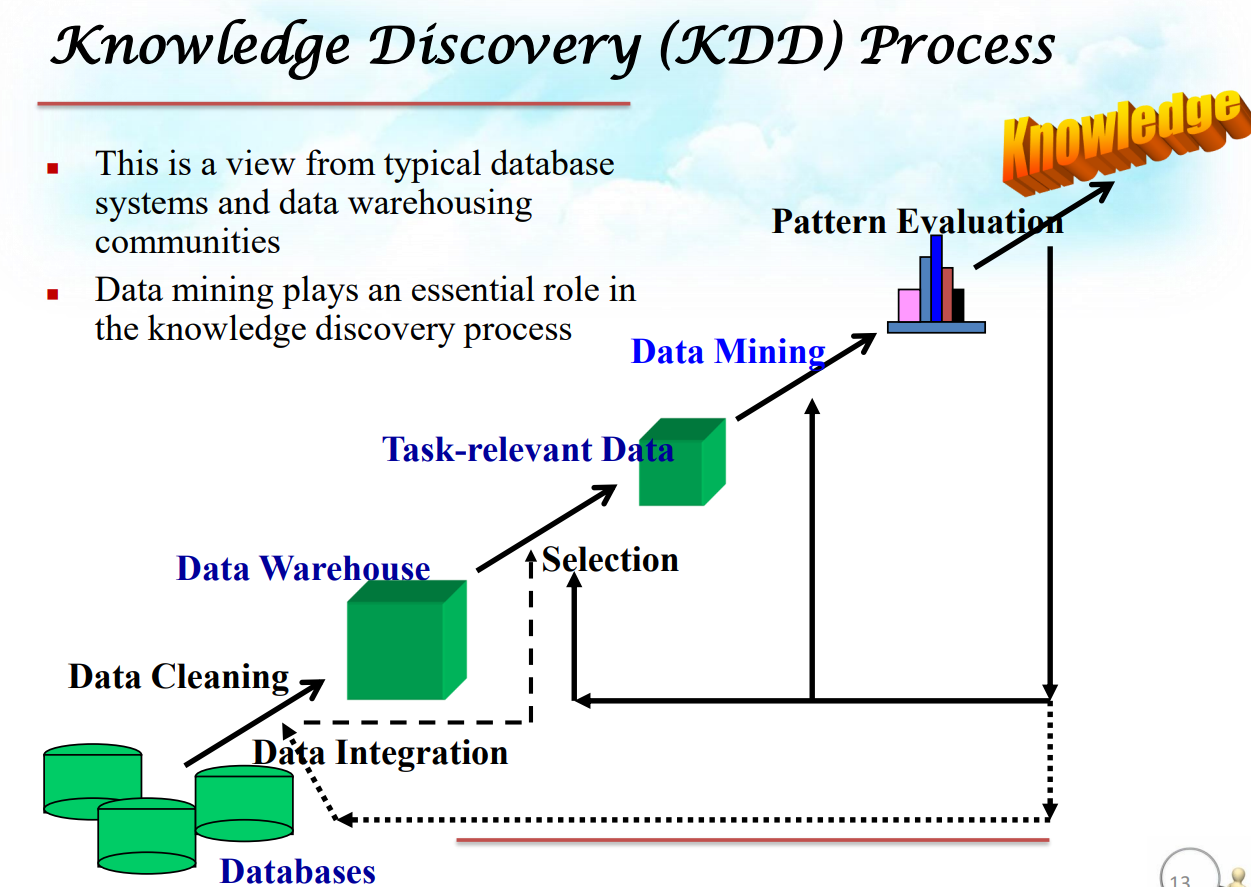 Knowledge Discovery (KDD) Process
Knowledge
This is a view from typical database
systems and data warehousing
communities
Data mining plays an essential role in
the knowledge discovery process
Pattern Evaluation
Data Mining
Task-relevant Data
Selection
Data Warehouse
Data Cleaning
Data Integration
Databases
13